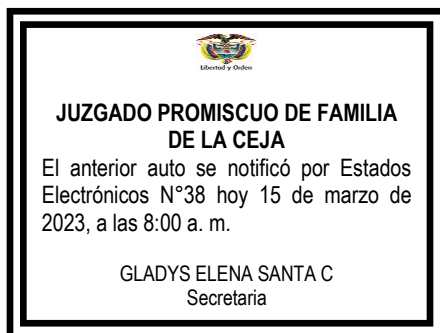 Libertad y Orden
JUZGADO PROMISCUO DE FAMILIA
DE LA CEJA
El anterior auto se notificó por Estados
Electrónicos N°38 hoy 15 de marzo de
2023, a las 8:00 a. m.
GLADYS ELENA SANTA C
Secretaria